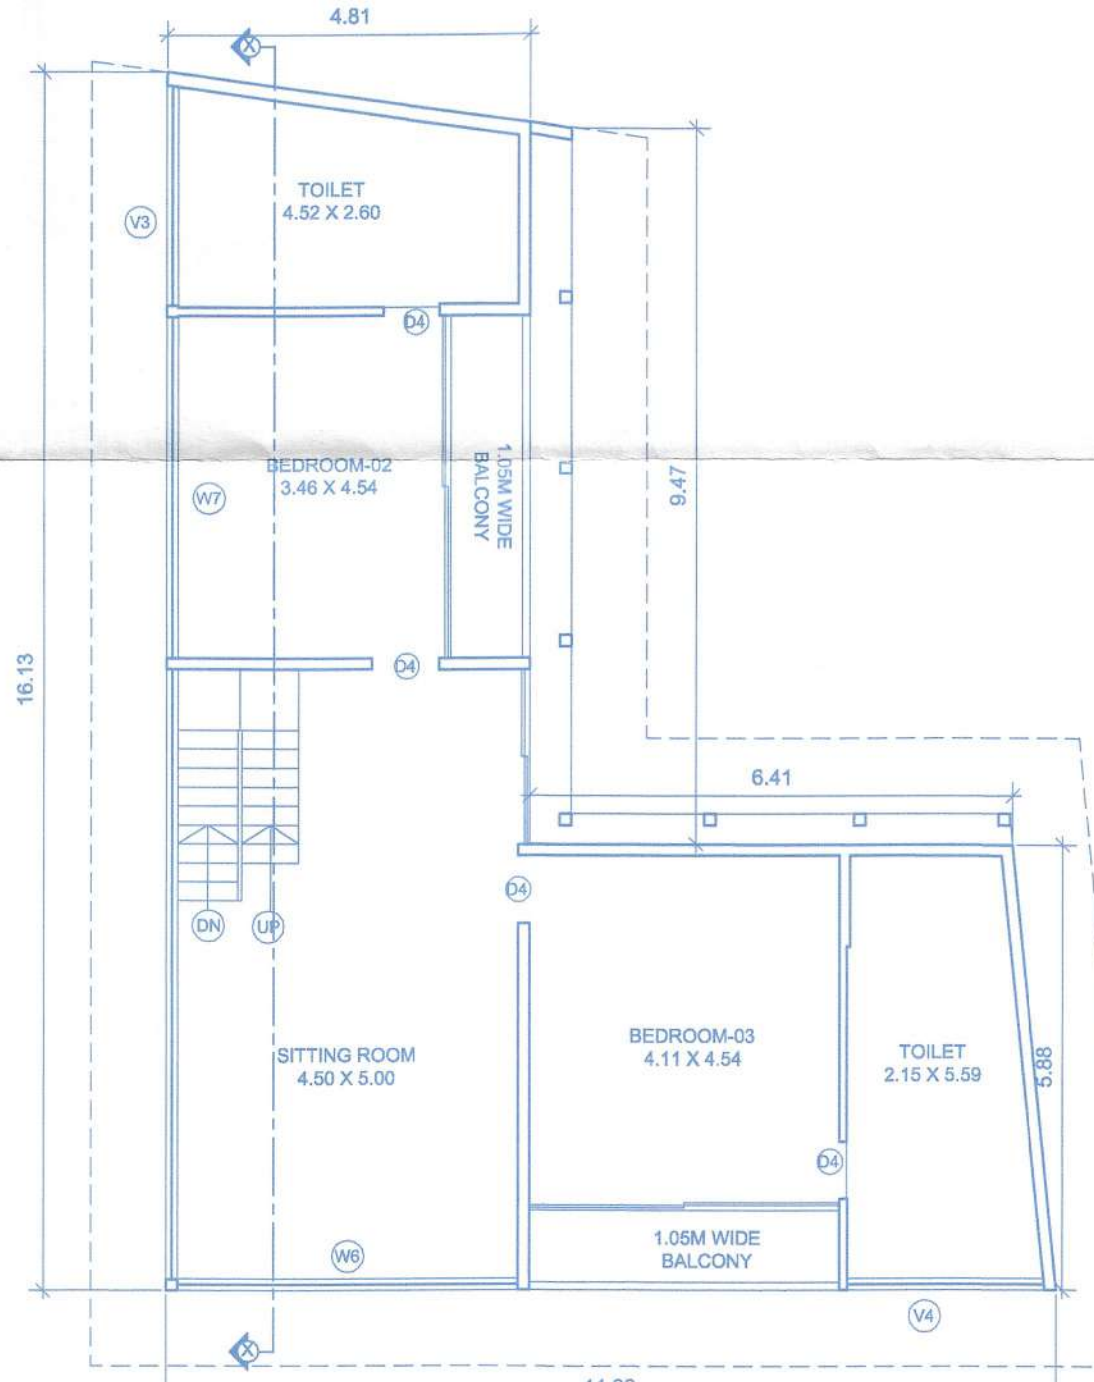 4.81
X
TOILET
4.52 X 2.60
V3
D4
BEDROOM-02
3.46 X 4.54
W7
1.05M WIDE
BALCONY
9.47
16.13
D4
6.41
D4
DN
UP
SITTING ROOM
4.50 X 5.00
BEDROOM-03
4.11 X 4.54
TOILET
2.15 X 5.59
5.88
D4
1.05M WIDE
BALCONY
W6
V4
X